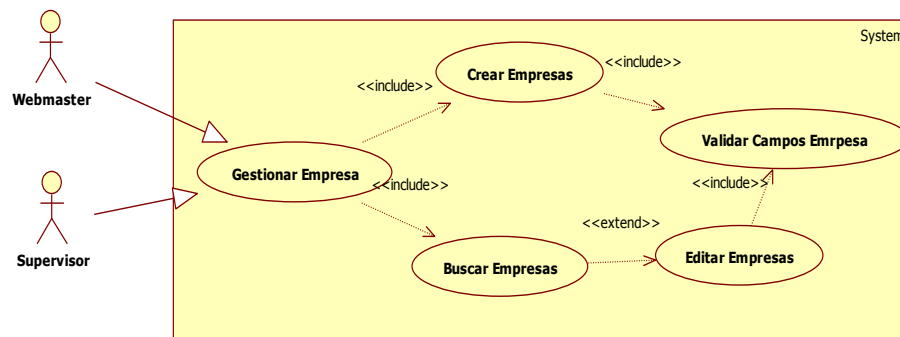 System
Webmaster
Supervisor
Gestionar Empresa
<<include>>
Crear Empresas
<<include>>
Validar Campos Emrpesa
<<include>>
Buscar Empresas
<<extend>>
Editar Empresas
<<include>>